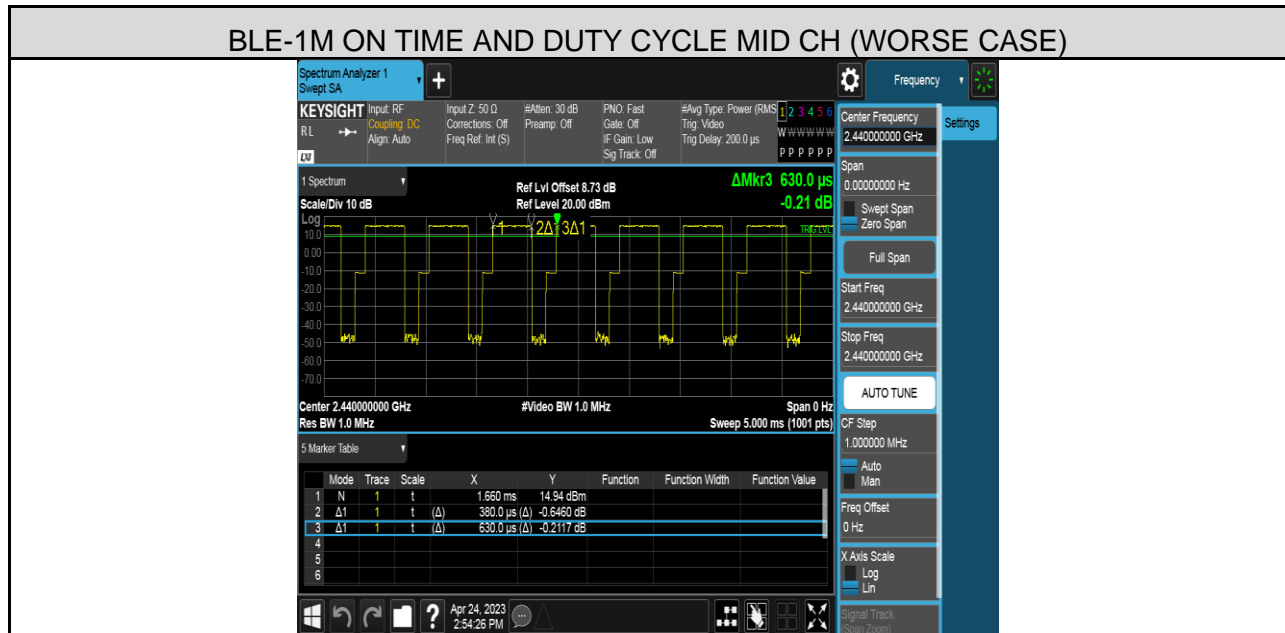 BLE-1M ON TIME AND DUTY CYCLE MID CH (WORSE CASE)
Spectrum Analyzer 1
Swept SA
+
Frequency
KEYSIGHT
RL
LXI
Input: RF
Coupling: DC
Align: Auto
Input Z: 50 Ω
Corrections: Off
Freq Ref: Int (S)
#Atten: 30 dB
Preamp: Off
PNO: Fast
Gate: Off
IF Gain: Low
Sig Track: Off
#Avg Type: Power (RMS
Trig: Video
Trig Delay: 200.0 µs
1 2 3 4 5 6
W W W W W W
P P P P P P
Center Frequency
2.440000000 GHz
Settings
Span
0.00000000 Hz
Swept Span
Zero Span
Full Span
Start Freq
2.440000000 GHz
Stop Freq
2.440000000 GHz
AUTO TUNE
CF Step
1.000000 MHz
Auto
Man
Freq Offset
0 Hz
X Axis Scale
Log
Lin
Signal Track
(Span Zoom)
1 Spectrum
Scale/Div 10 dB
Ref Lvl Offset 8.73 dB
Ref Level 20.00 dBm
ΔMkr3 630.0 µs
-0.21 dB
Log
10.0
0.00
-10.0
-20.0
-30.0
-40.0
-50.0
-60.0
-70.0
1
2Δ1
3Δ1
TRIG LVL
Center 2.440000000 GHz
#Video BW 1.0 MHz
Span 0 Hz
Res BW 1.0 MHz
Sweep 5.000 ms (1001 pts)
5 Marker Table
Mode Trace Scale X Y Function Function Width Function Value
1 N 1 t 1.660 ms 14.94 dBm
2 Δ1 1 t (Δ) 380.0 µs (Δ) -0.6460 dB
3 Δ1 1 t (Δ) 630.0 µs (Δ) -0.2117 dB
4
5
6
?
Apr 24, 2023
2:54:26 PM